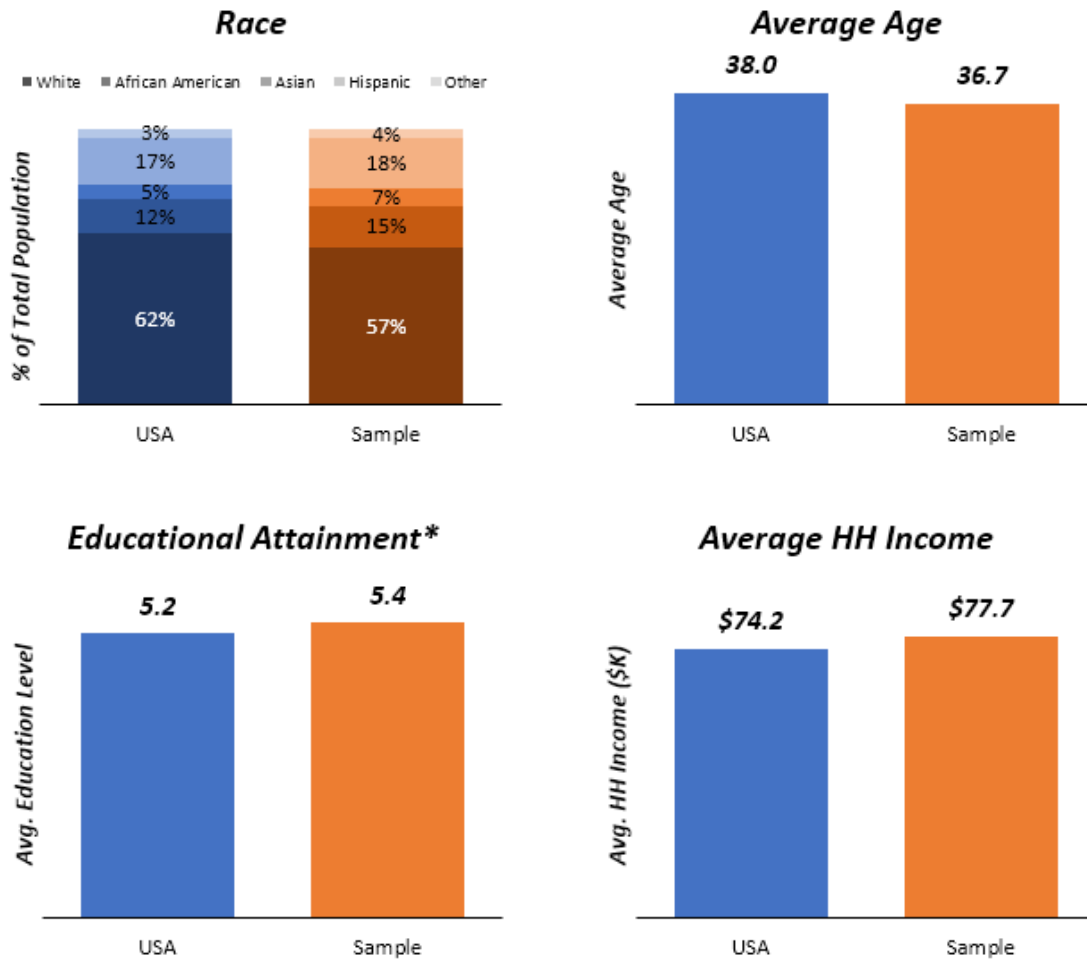 Race
White African American Asian Hispanic Other
% of Total Population
3%
17%
5%
12%
62%
4%
18%
7%
15%
57%
USA Sample
Average Age
Average Age
38.0 36.7
USA Sample
Educational Attainment*
Avg. Education Level
5.2 5.4
USA Sample
Average HH Income
Avg. HH Income ($K)
$74.2 $77.7
USA Sample